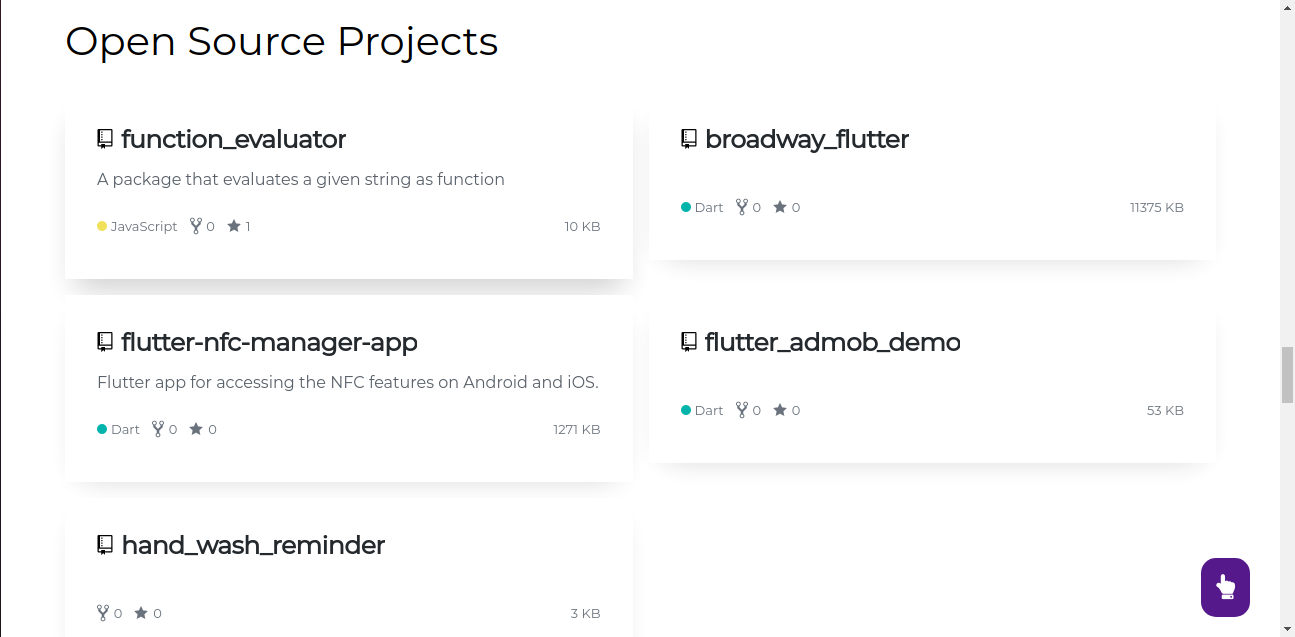 Open Source Projects
function_evaluator
A package that evaluates a given string as function
JavaScript 0 1 10 KB
broadway_flutter
Dart 0 0 11375 KB
flutter-nfc-manager-app
Flutter app for accessing the NFC features on Android and iOS.
Dart 0 0 1271 KB
flutter_admob_demo
Dart 0 0 53 KB
hand_wash_reminder
0 0 3 KB